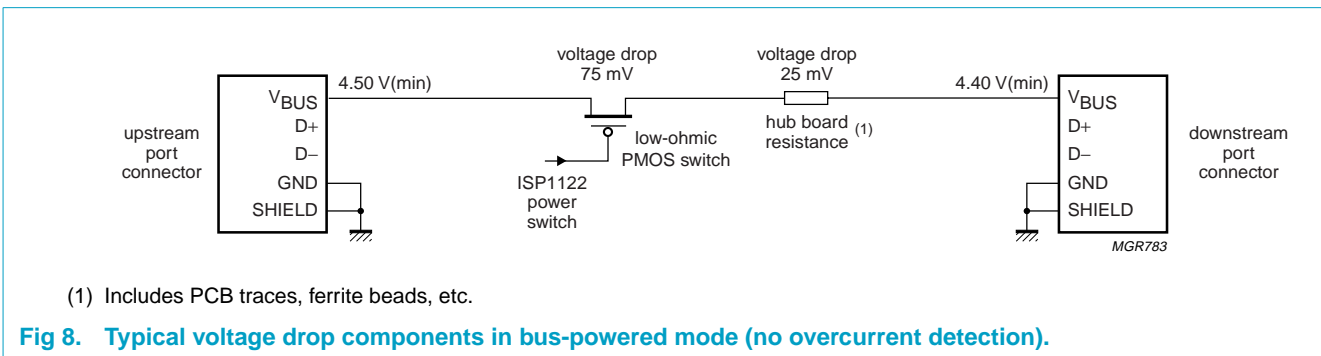 voltage drop
75 mV
voltage drop
25 mV
4.50 V(min)
4.40 V(min)
VBUS
D+
D−
GND
SHIELD
upstream
port
connector
low-ohmic
PMOS switch
ISP1122
power
switch
hub board
resistance (1)
VBUS
D+
D−
GND
SHIELD
downstream
port
connector
MGR783
(1) Includes PCB traces, ferrite beads, etc.
Fig 8. Typical voltage drop components in bus-powered mode (no overcurrent detection).